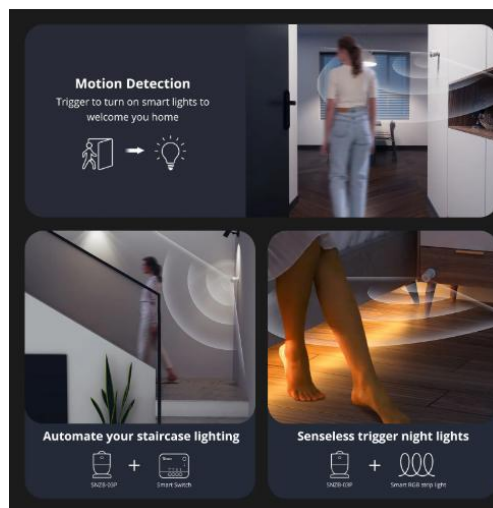 Motion Detection
Trigger to turn on smart lights to
welcome you home
Automate your staircase lighting
Senseless trigger night lights
SNZB-03P
+
Smart Switch
SNZB-03P
+
Smart RGB strip light